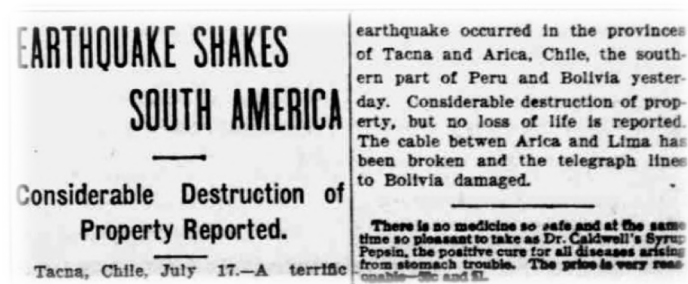 EARTHQUAKE SHAKES
SOUTH AMERICA
Considerable Destruction of
Property Reported.
Tacna, Chile, July 17.—A terrific
earthquake occurred in the provinces
of Tacna and Arica, Chile, the south-
ern part of Peru and Bolivia yester-
day. Considerable destruction of prop-
erty, but no loss of life is reported.
The cable betwen Arica and Lima has
been broken and the telegraph lines
to Bolivia damaged.
There is no medicine so safe and at the same
time so pleasant to take as Dr. Caldwell's Syrup
Pepsin, the positive cure for all diseases arising
from stomach trouble. The price is very reas-
onable—50c and $1.